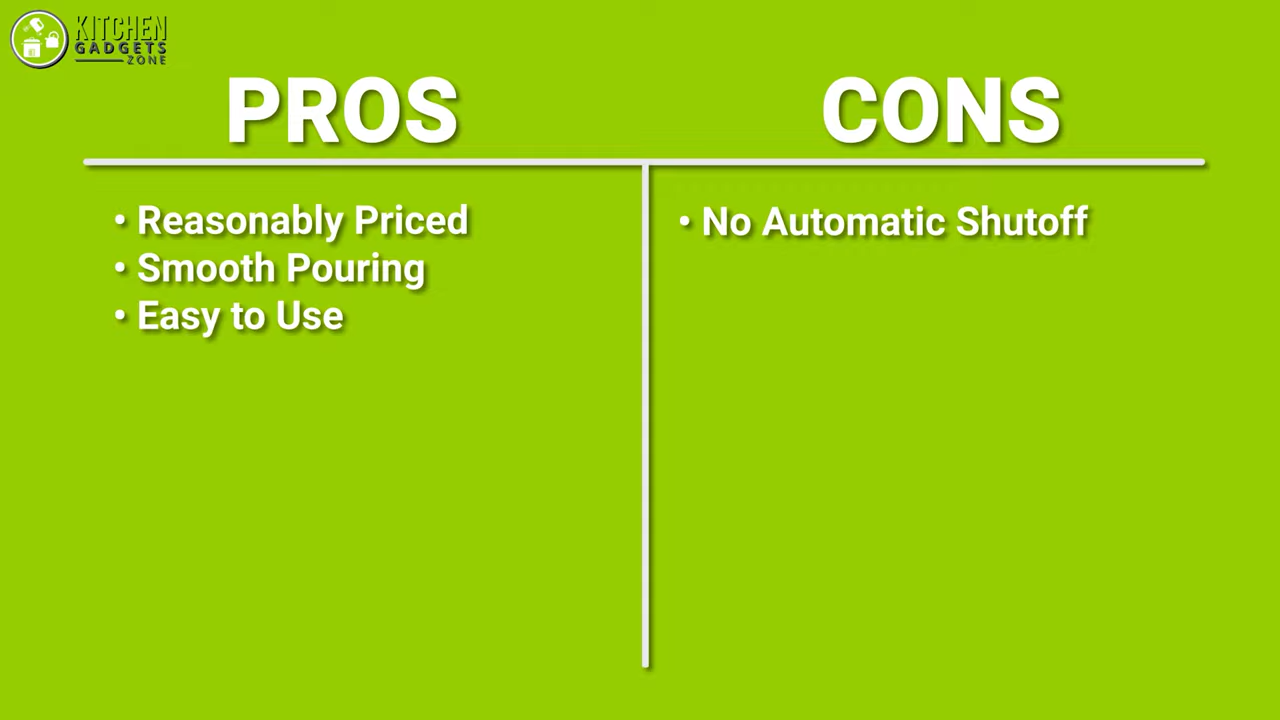 KITCHEN
GADGETS
ZONE
PROS
CONS
• Reasonably Priced
• Smooth Pouring
• Easy to Use
• No Automatic Shutoff